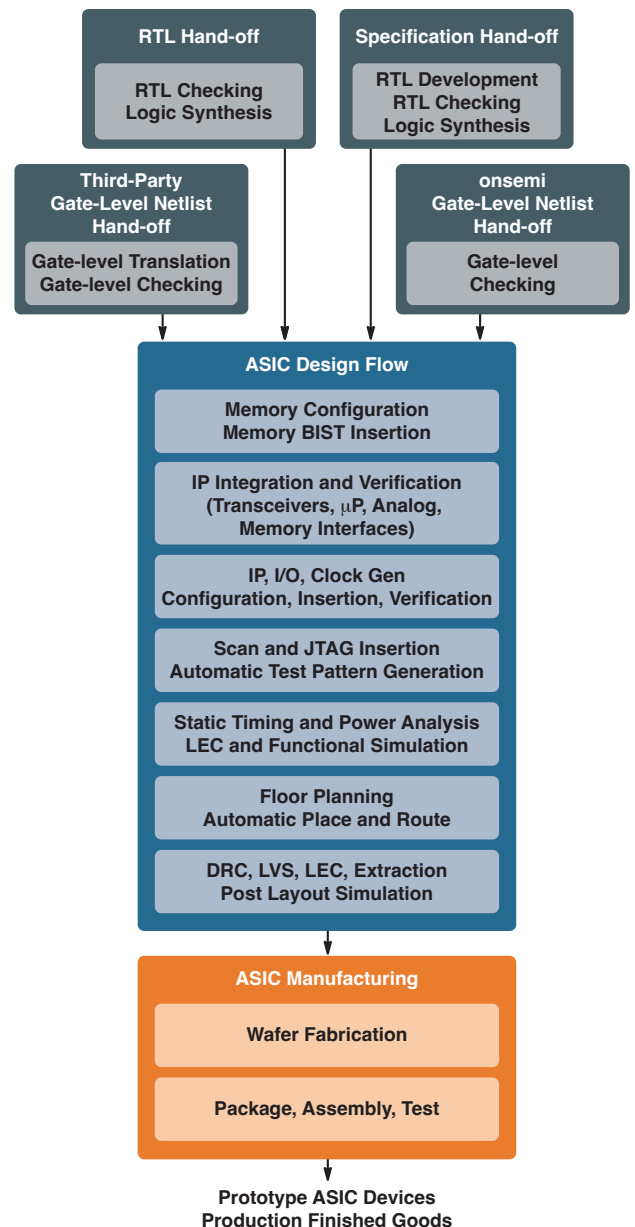 RTL Hand-off
RTL Checking
Logic Synthesis
Specification Hand-off
RTL Development
RTL Checking
Logic Synthesis
Third-Party
Gate-Level Netlist
Hand-off
Gate-level Translation
Gate-level Checking
onsemi
Gate-Level Netlist
Hand-off
Gate-level
Checking
ASIC Design Flow
Memory Configuration
Memory BIST Insertion
IP Integration and Verification
(Transceivers, μP, Analog,
Memory Interfaces)
IP, I/O, Clock Gen
Configuration, Insertion, Verification
Scan and JTAG Insertion
Automatic Test Pattern Generation
Static Timing and Power Analysis
LEC and Functional Simulation
Floor Planning
Automatic Place and Route
DRC, LVS, LEC, Extraction
Post Layout Simulation
ASIC Manufacturing
Wafer Fabrication
Package, Assembly, Test
Prototype ASIC Devices
Production Finished Goods